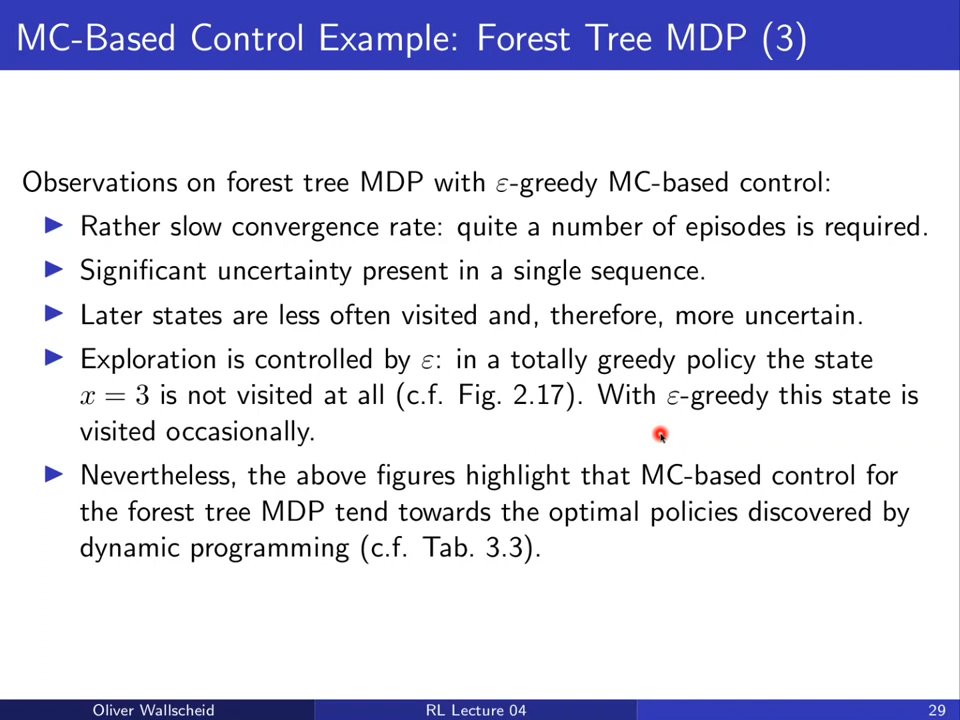 MC-Based Control Example: Forest Tree MDP (3)
Observations on forest tree MDP with ε-greedy MC-based control:
▶ Rather slow convergence rate: quite a number of episodes is required.
▶ Significant uncertainty present in a single sequence.
▶ Later states are less often visited and, therefore, more uncertain.
▶ Exploration is controlled by ε: in a totally greedy policy the state
x = 3 is not visited at all (c.f. Fig. 2.17). With ε-greedy this state is
visited occasionally.
▶ Nevertheless, the above figures highlight that MC-based control for
the forest tree MDP tend towards the optimal policies discovered by
dynamic programming (c.f. Tab. 3.3).
Oliver Wallscheid RL Lecture 04 29